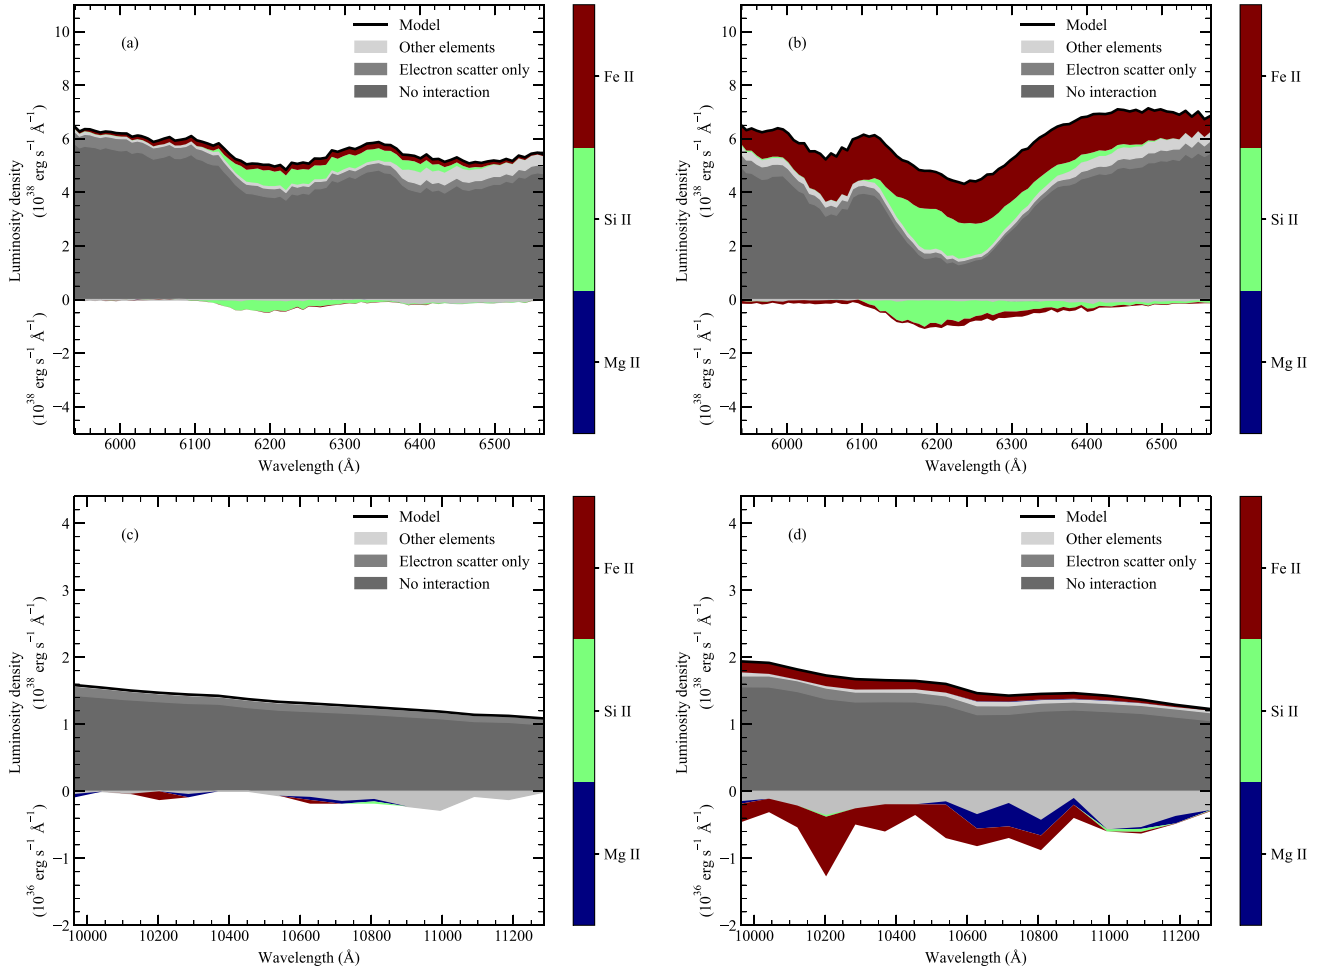 (a)
Model
Other elements
Electron scatter only
No interaction
10
8
6
4
2
0
−2
−4
Luminosity density
(10^38 erg s^−1 Å^−1)
(10^38 erg s^−1 Å^−1)
6000 6100 6200 6300 6400 6500
Wavelength (Å)
Fe II
Si II
Mg II
(b)
Model
Other elements
Electron scatter only
No interaction
10
8
6
4
2
0
−2
−4
Luminosity density
(10^38 erg s^−1 Å^−1)
(10^38 erg s^−1 Å^−1)
6000 6100 6200 6300 6400 6500
Wavelength (Å)
Fe II
Si II
Mg II
(c)
Model
Other elements
Electron scatter only
No interaction
4
3
2
1
0
−1
−2
Luminosity density
(10^38 erg s^−1 Å^−1)
(10^36 erg s^−1 Å^−1)
10000 10200 10400 10600 10800 11000 11200
Wavelength (Å)
Fe II
Si II
Mg II
(d)
Model
Other elements
Electron scatter only
No interaction
4
3
2
1
0
−1
−2
Luminosity density
(10^38 erg s^−1 Å^−1)
(10^36 erg s^−1 Å^−1)
10000 10200 10400 10600 10800 11000 11200
Wavelength (Å)
Fe II
Si II
Mg II